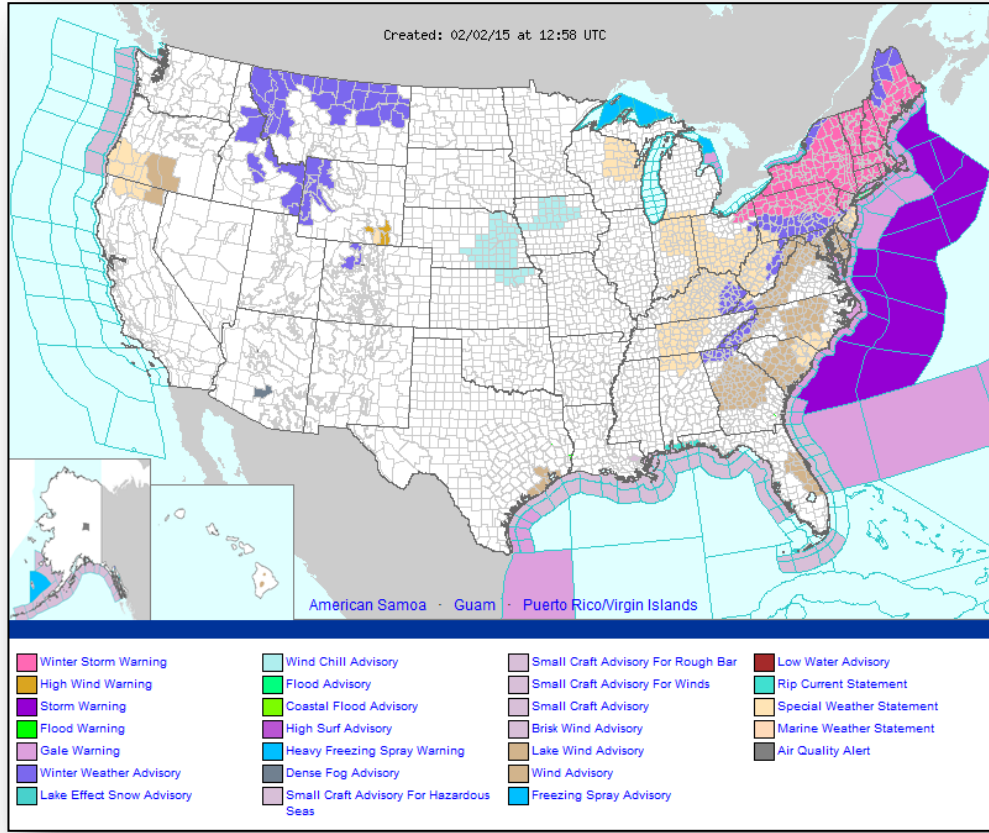 Created: 02/02/15 at 12:58 UTC
American Samoa · Guam · Puerto Rico/Virgin Islands
Winter Storm Warning
High Wind Warning
Storm Warning
Flood Warning
Gale Warning
Winter Weather Advisory
Lake Effect Snow Advisory
Wind Chill Advisory
Flood Advisory
Coastal Flood Advisory
High Surf Advisory
Heavy Freezing Spray Warning
Dense Fog Advisory
Small Craft Advisory For Hazardous
Seas
Small Craft Advisory For Rough Bar
Small Craft Advisory For Winds
Small Craft Advisory
Brisk Wind Advisory
Lake Wind Advisory
Wind Advisory
Freezing Spray Advisory
Low Water Advisory
Rip Current Statement
Special Weather Statement
Marine Weather Statement
Air Quality Alert